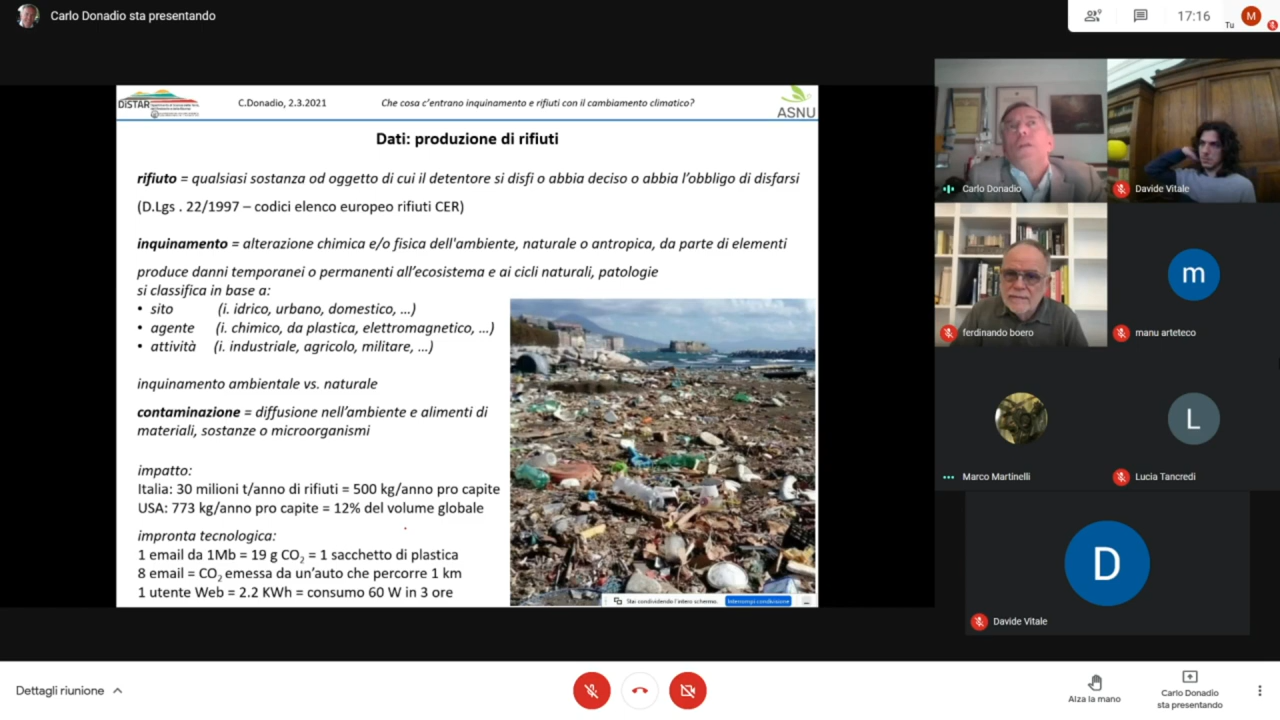 Carlo Donadio sta presentando
9
17:16
Tu
M
DiSTAR
C.Donadio, 2.3.2021
Che cosa c'entrano inquinamento e rifiuti con il cambiamento climatico?
ASNU
Dati: produzione di rifiuti
rifiuto = qualsiasi sostanza od oggetto di cui il detentore si disfi o abbia deciso o abbia l'obbligo di disfarsi
(D.Lgs . 22/1997 – codici elenco europeo rifiuti CER)
inquinamento = alterazione chimica e/o fisica dell'ambiente, naturale o antropica, da parte di elementi
produce danni temporanei o permanenti all'ecosistema e ai cicli naturali, patologie
si classifica in base a:
• sito (i. idrico, urbano, domestico, ...)
• agente (i. chimico, da plastica, elettromagnetico, ...)
• attività (i. industriale, agricolo, militare, ...)
inquinamento ambientale vs. naturale
contaminazione = diffusione nell'ambiente e alimenti di
materiali, sostanze o microorganismi
impatto:
Italia: 30 milioni t/anno di rifiuti = 500 kg/anno pro capite
USA: 773 kg/anno pro capite = 12% del volume globale
impronta tecnologica:
1 email da 1Mb = 19 g CO₂ = 1 sacchetto di plastica
8 email = CO₂ emessa da un'auto che percorre 1 km
1 utente Web = 2.2 KWh = consumo 60 W in 3 ore
Stai condividendo l'intero schermo.
Interrompi condivisione
Carlo Donadio
Davide Vitale
ferdinando boero
m
manu arteteco
Marco Martinelli
L
Lucia Tancredi
D
Davide Vitale
Dettagli riunione
Alza la mano
Carlo Donadio
sta presentando